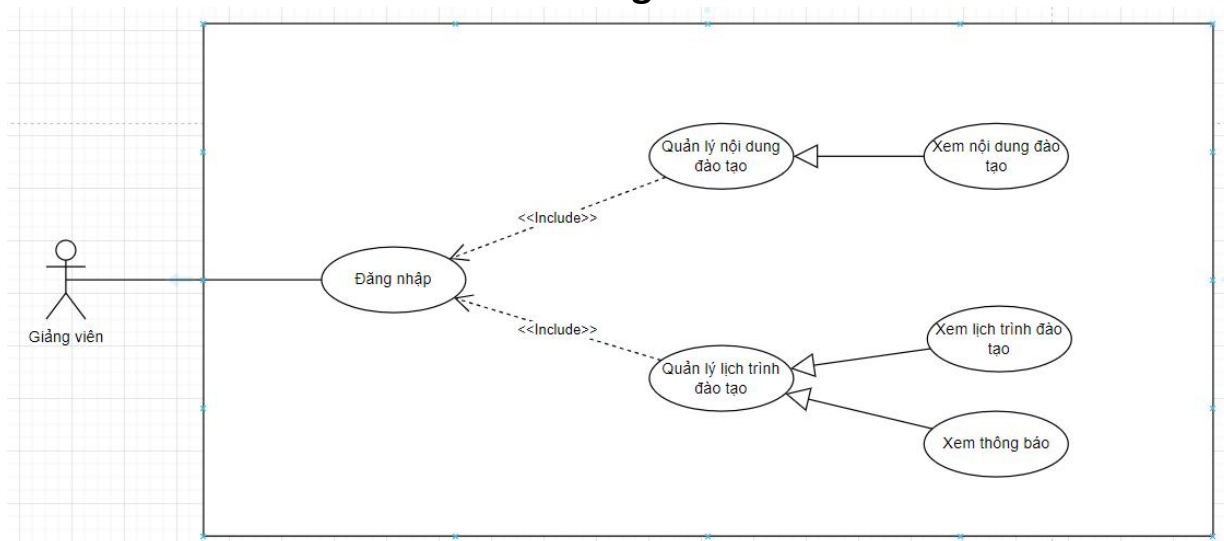 Quản lý nội dung
đào tạo
Xem nội dung đào
tạo
<<Include>>
Đăng nhập
Giảng viên
<<Include>>
Xem lịch trình đào
tạo
Quản lý lịch trình
đào tạo
Xem thông báo